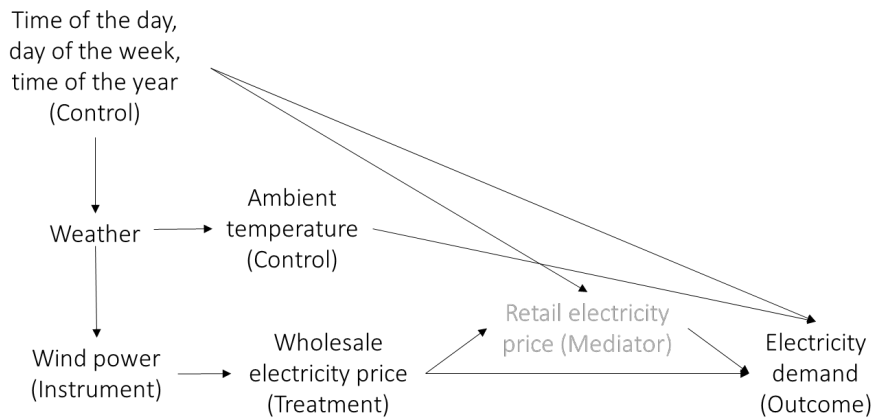 Time of the day,
day of the week,
time of the year
(Control)
Weather
Ambient
temperature
(Control)
Retail electricity
price (Mediator)
Wind power
(Instrument)
Wholesale
electricity price
(Treatment)
Electricity
demand
(Outcome)